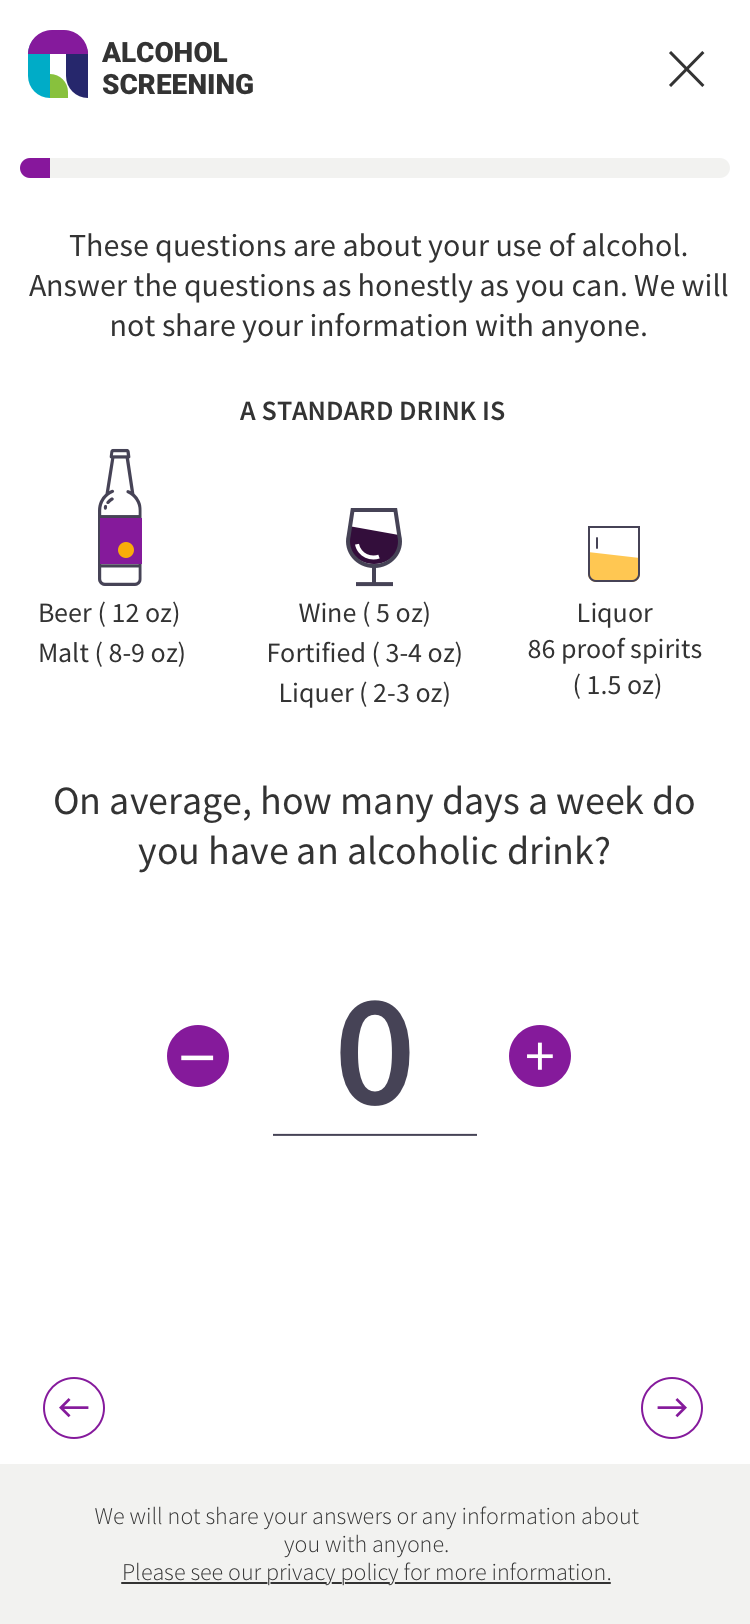 ALCOHOL
SCREENING
These questions are about your use of alcohol.
Answer the questions as honestly as you can. We will
not share your information with anyone.
A STANDARD DRINK IS
Beer ( 12 oz)
Malt ( 8-9 oz)
Wine ( 5 oz)
Fortified ( 3-4 oz)
Liquer ( 2-3 oz)
Liquor
86 proof spirits
( 1.5 oz)
On average, how many days a week do
you have an alcoholic drink?
0
We will not share your answers or any information about
you with anyone.
Please see our privacy policy for more information.